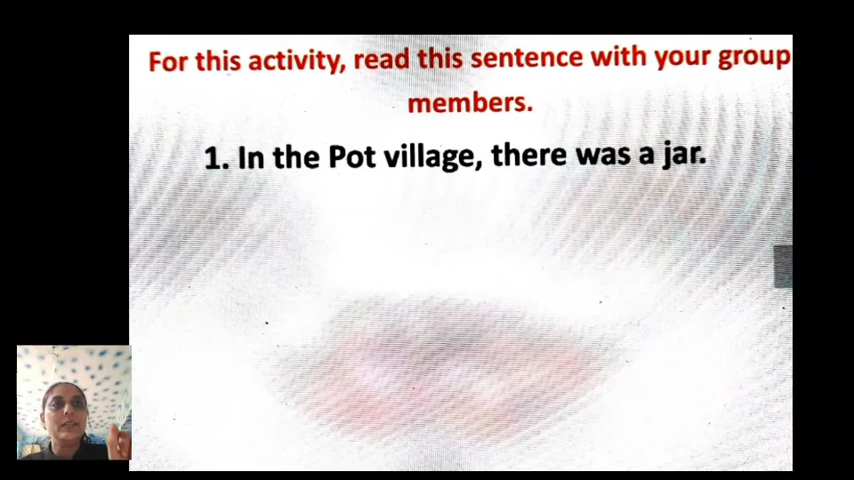 For this activity, read this sentence with your group
members.
1. In the Pot village, there was a jar.